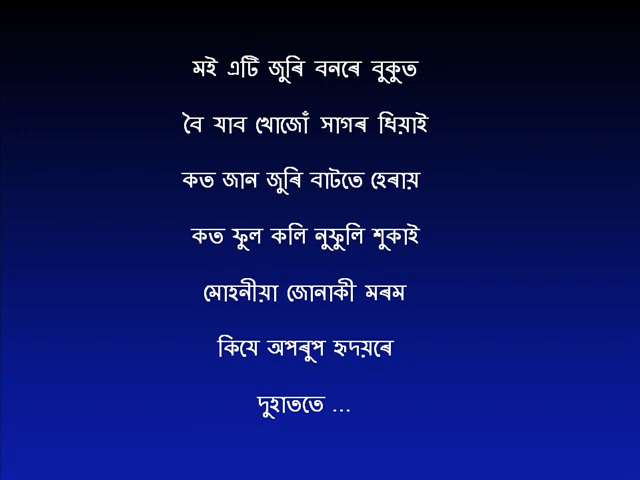 মই এটি জুৰি বনৰে বুকুত
বৈ যাব খোজোঁ সাগৰ ধিয়াই
কত জান জুৰি বাটতে হেৰায়
কত ফুল কলি নুফুলি শুকাই
মোহনীয়া জোনাকী মৰম
কিযে অপৰুপ হৃদয়ৰে
দুহাততে ...